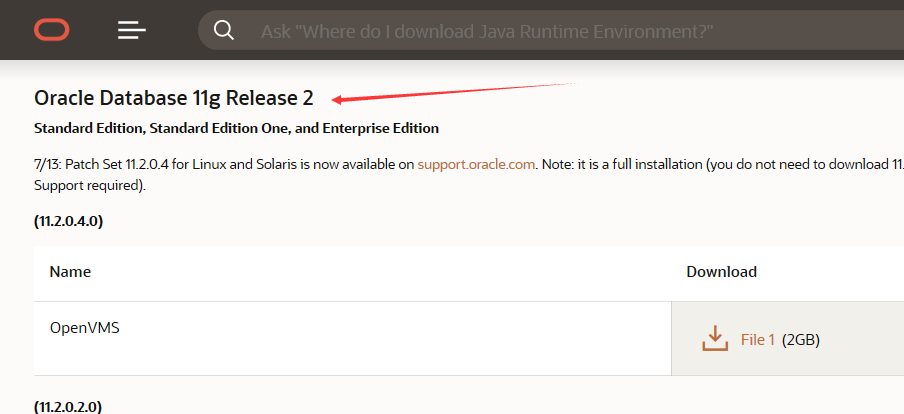 Ask "Where do I download Java Runtime Environment?"
Oracle Database 11g Release 2
Standard Edition, Standard Edition One, and Enterprise Edition
7/13: Patch Set 11.2.0.4 for Linux and Solaris is now available on support.oracle.com. Note: it is a full installation (you do not need to download 11.
Support required).
(11.2.0.4.0)
Name Download
OpenVMS File 1 (2GB)
(11.2.0.2.0)